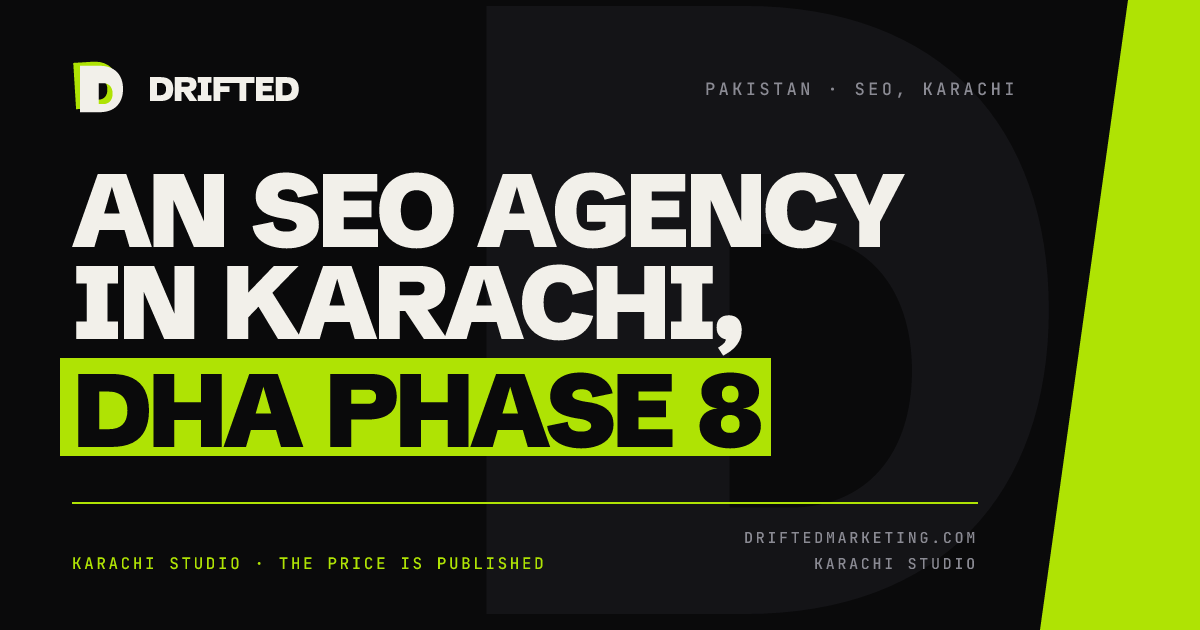 DRIFTED
PAKISTAN · SEO, KARACHI
AN SEO AGENCY
IN KARACHI,
DHA PHASE 8
DRIFTEDMARKETING.COM
KARACHI STUDIO · THE PRICE IS PUBLISHED
KARACHI STUDIO